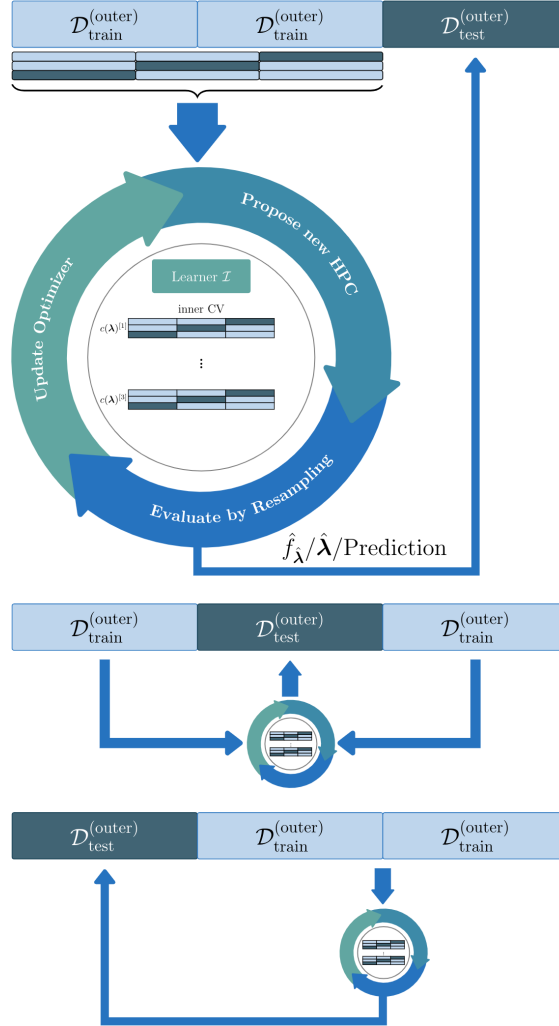 𝒟_train^(outer) 𝒟_train^(outer) 𝒟_test^(outer)
Propose new HPC
Update Optimizer
Learner ℐ
inner CV
c(λ)^[1]
⋮
c(λ)^[3]
Evaluate by Resampling
f̂_λ̂/λ̂/Prediction
𝒟_train^(outer) 𝒟_test^(outer) 𝒟_train^(outer)
𝒟_test^(outer) 𝒟_train^(outer) 𝒟_train^(outer)